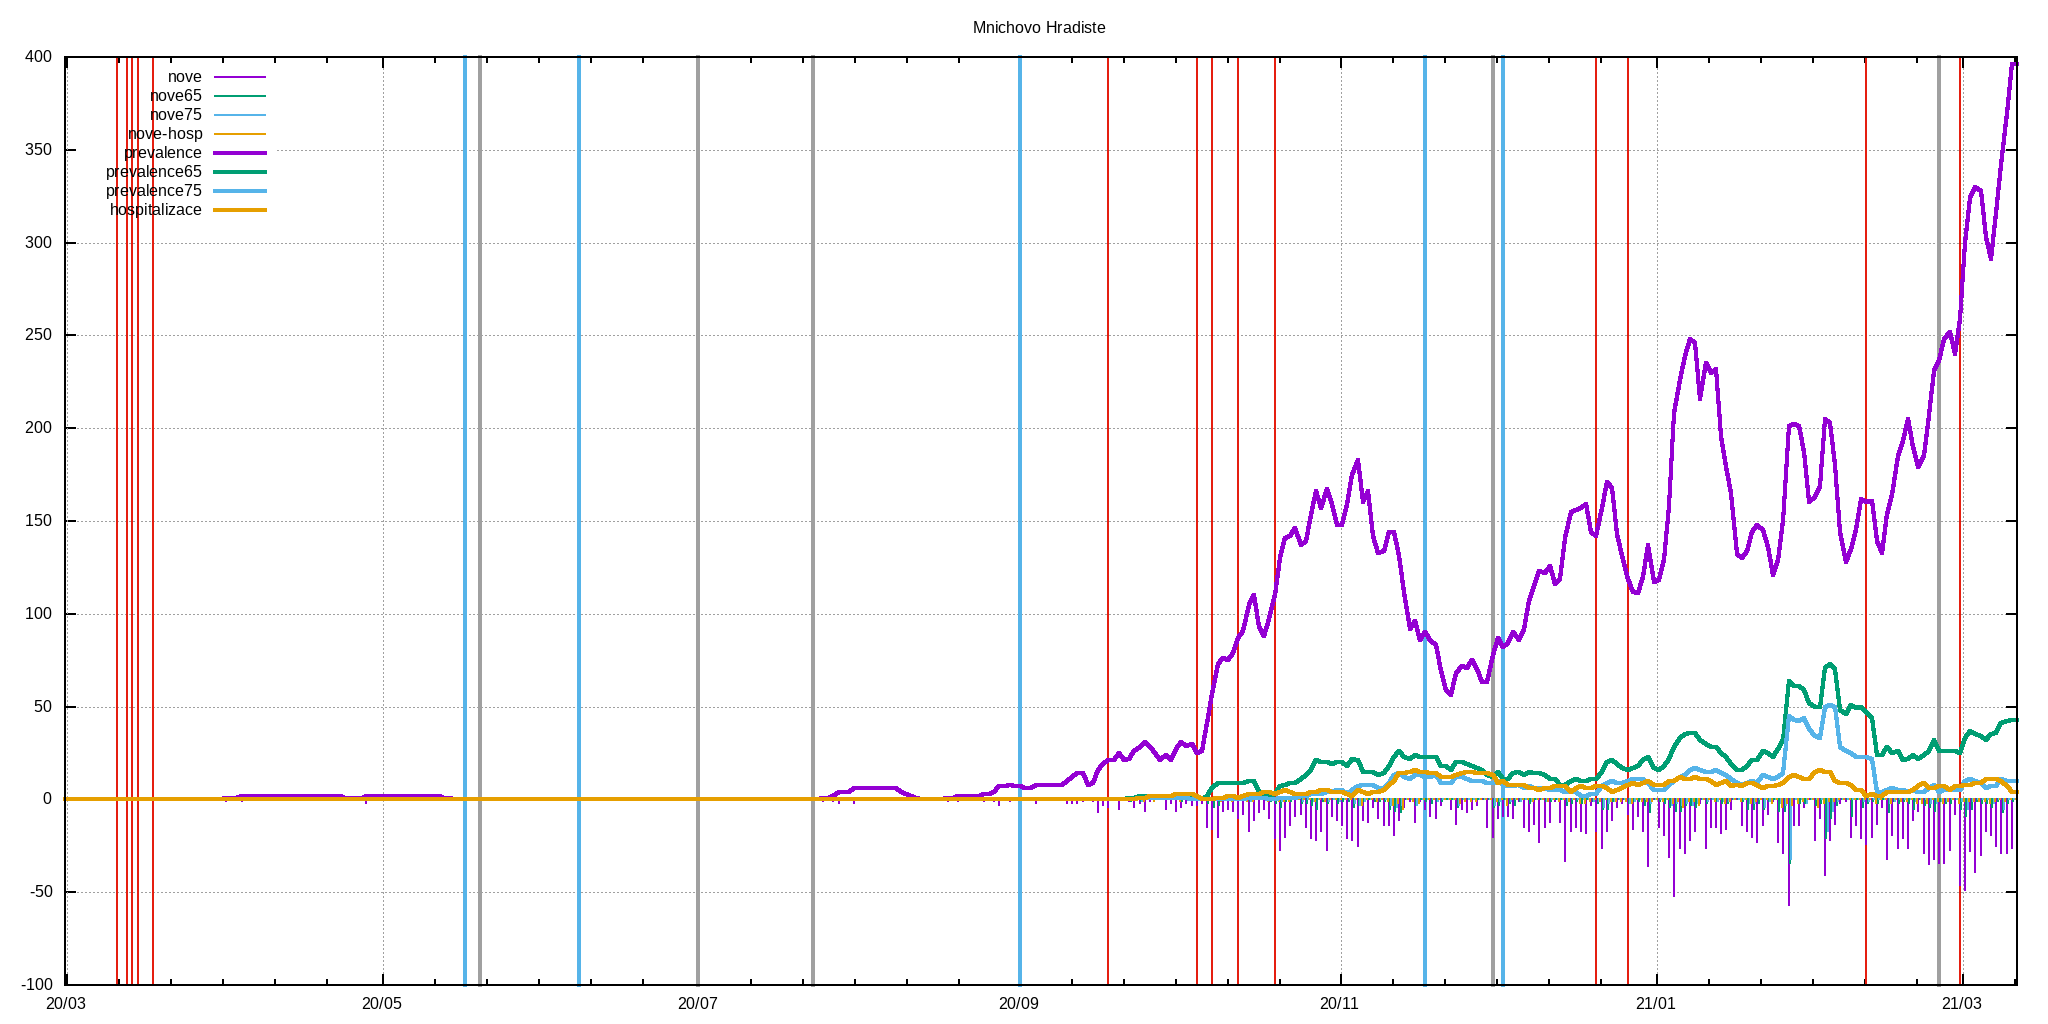 Mnichovo Hradiste
400
350
300
250
200
150
100
50
0
-50
-100
nove
nove65
nove75
nove-hosp
prevalence
prevalence65
prevalence75
hospitalizace
20/03 20/05 20/07 20/09 20/11 21/01 21/03